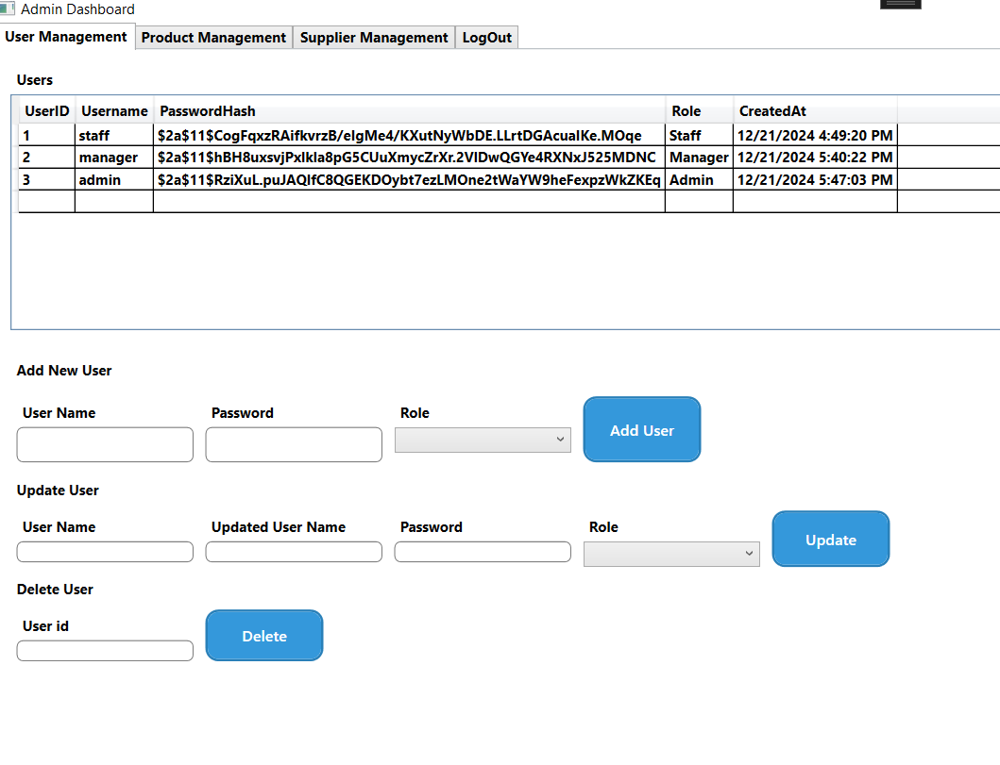 Admin Dashboard
User Management Product Management Supplier Management LogOut
Users
UserID Username PasswordHash Role CreatedAt
1 staff $2a$11$CogFqxzRAifkvrzB/eIgMe4/KXutNyWbDE.LLrtDGAcualKe.MOqe Staff 12/21/2024 4:49:20 PM
2 manager $2a$11$hBH8uxsvjPxlkla8pG5CUuXmycZrXr.2VlDwQGYe4RXNxJ525MDNC Manager 12/21/2024 5:40:22 PM
3 admin $2a$11$RziXuL.puJAQlfC8QGEKDOybt7ezLMOne2tWaYW9heFexpzWkZKEq Admin 12/21/2024 5:47:03 PM
Add New User
User Name Password Role
Add User
Update User
User Name Updated User Name Password Role
Update
Delete User
User id
Delete